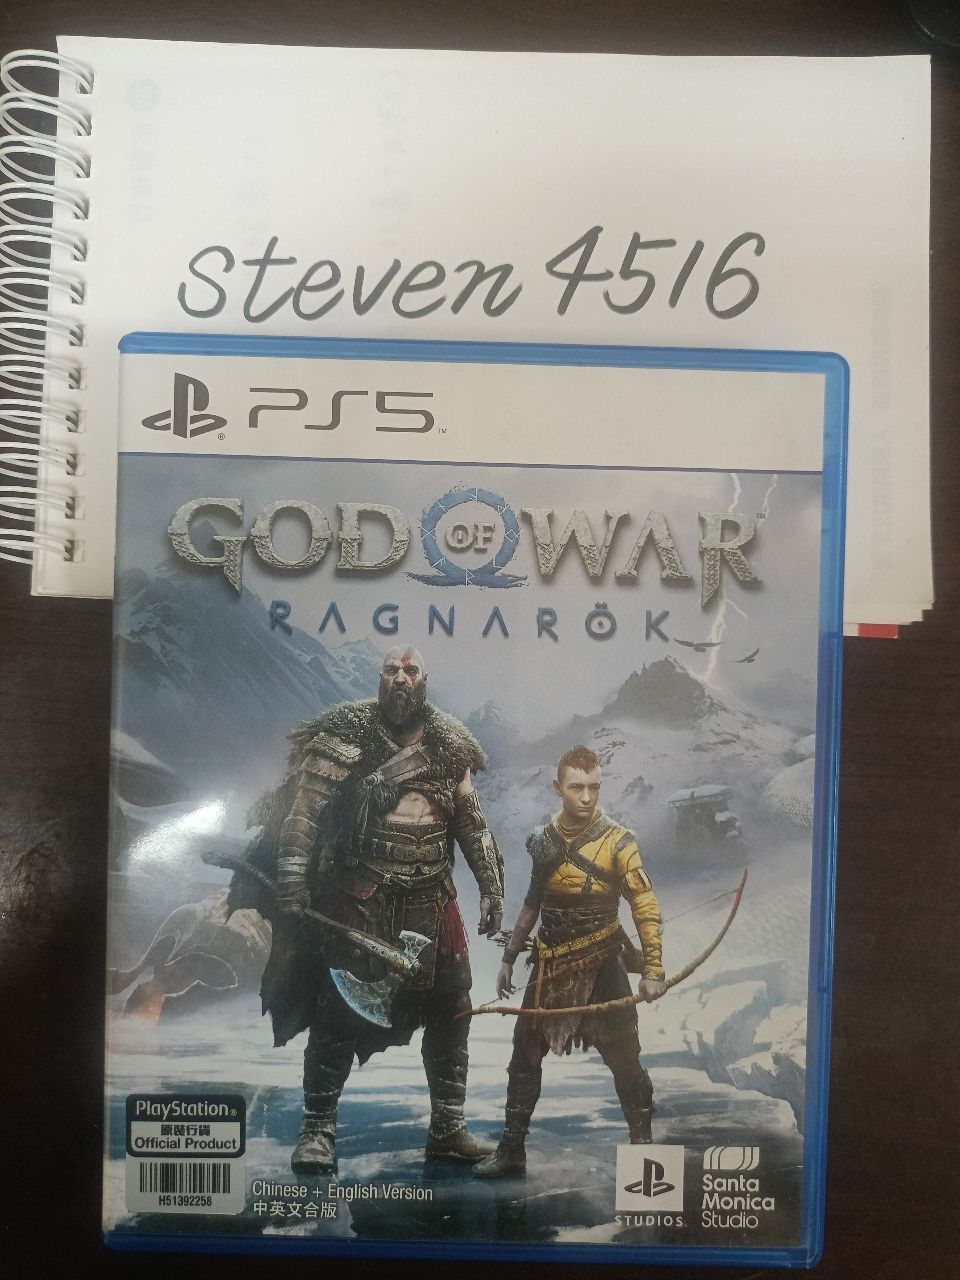 steven 4516
PS5
GOD OF WAR
RAGNARÖK
PlayStation®
原裝行貨
Official Product
H51392258
Chinese + English Version
中英文合版
STUDIOS
Santa
Monica
Studio